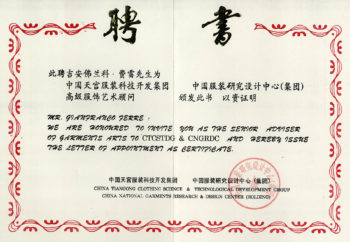 聘 书
此聘吉安佛兰科·费雷先生为
中国天宫服装科技开发集团
高级服饰艺术顾问
中国服装研究设计中心(集团)
颁发此书 以资证明
MR. GIANFRANCO FERRE:
WE ARE HONOURED TO INVITE YOU AS THE SENIOR ADVISER
OF GARMENTS ARTS TO CTCSTDG & CNGRDC AND HEREBY ISSUE
THE LETTER OF APPOINTMENT AS CERTIFICATE.
中国天宫服装科技开发集团 中国服装研究设计中心(集团)
CHINA TIANGONG CLOTHING SCIENCE & TECHNOLOGICAL DEVELOPMENT GROUP
CHINA NATIONAL GARMENTS RESEARCH & DESIGN CENTER (HOLDING)